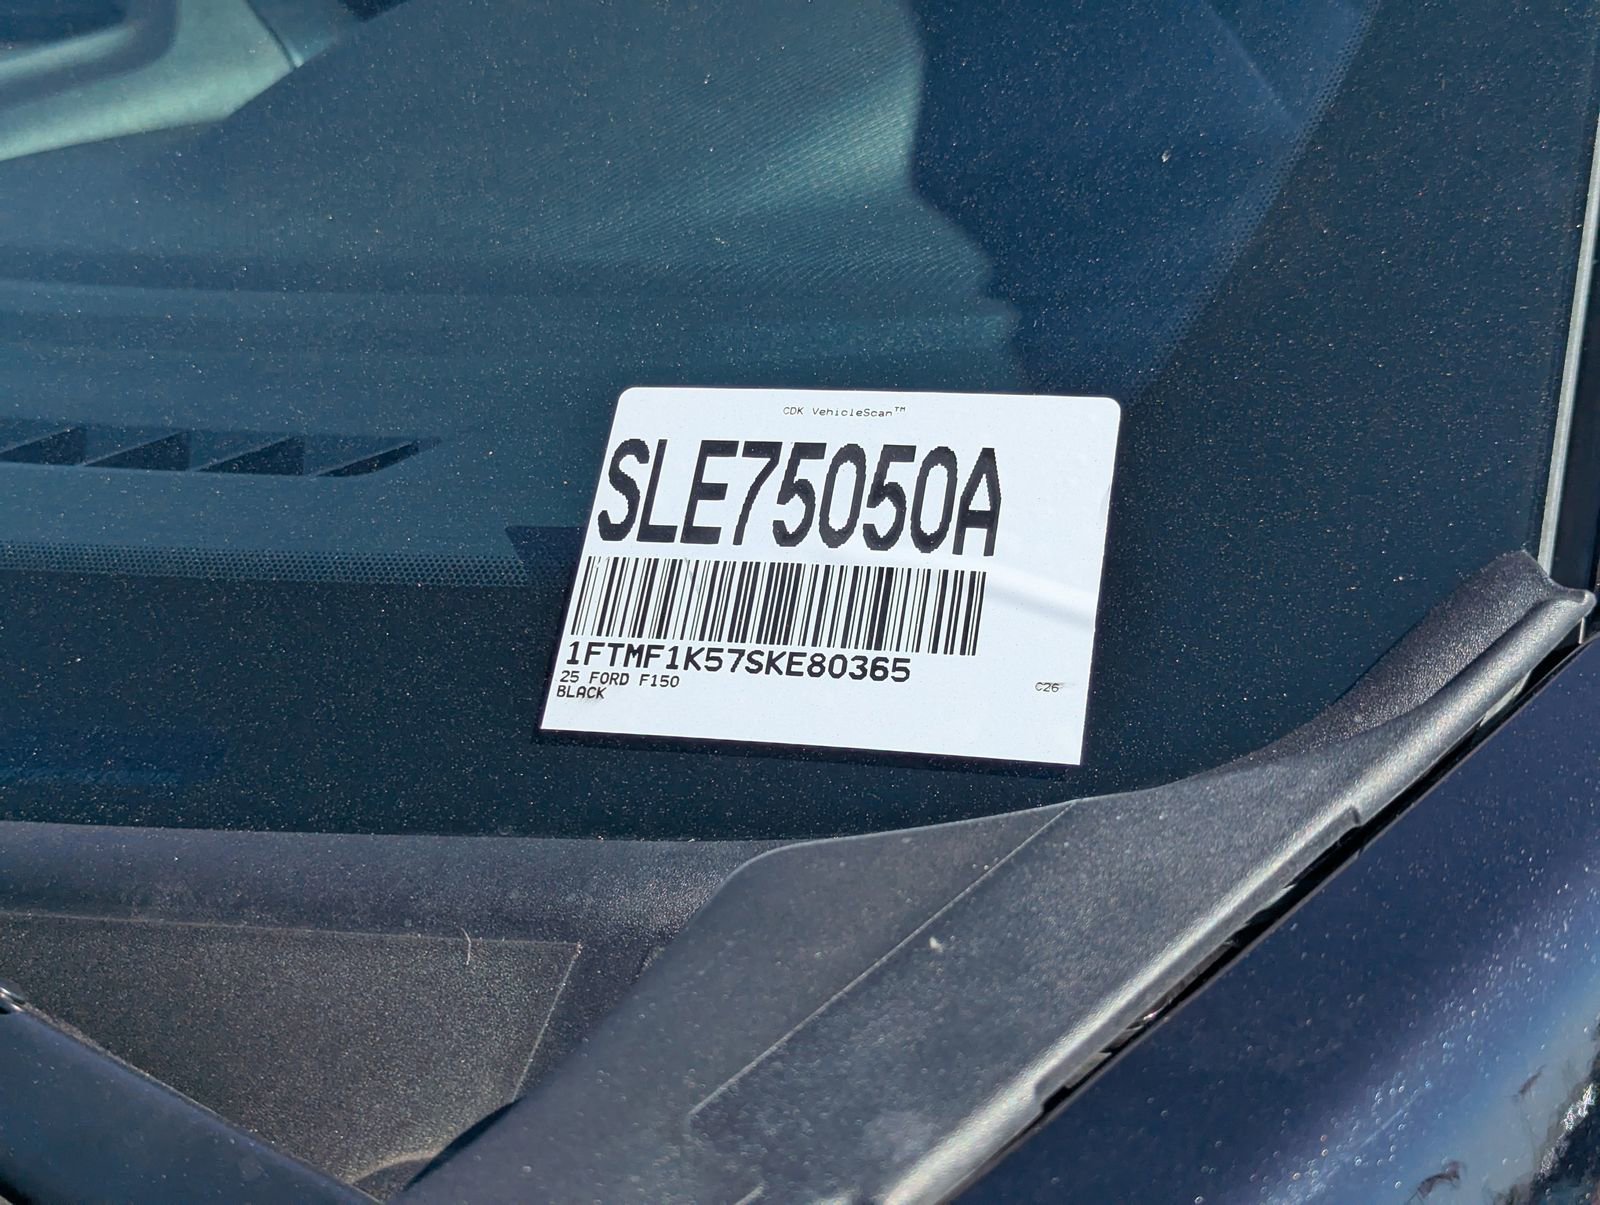 CDK VehicleScan™
SLE75050A
1FTMF1K57SKE80365
25 FORD F150
BLACK
C26